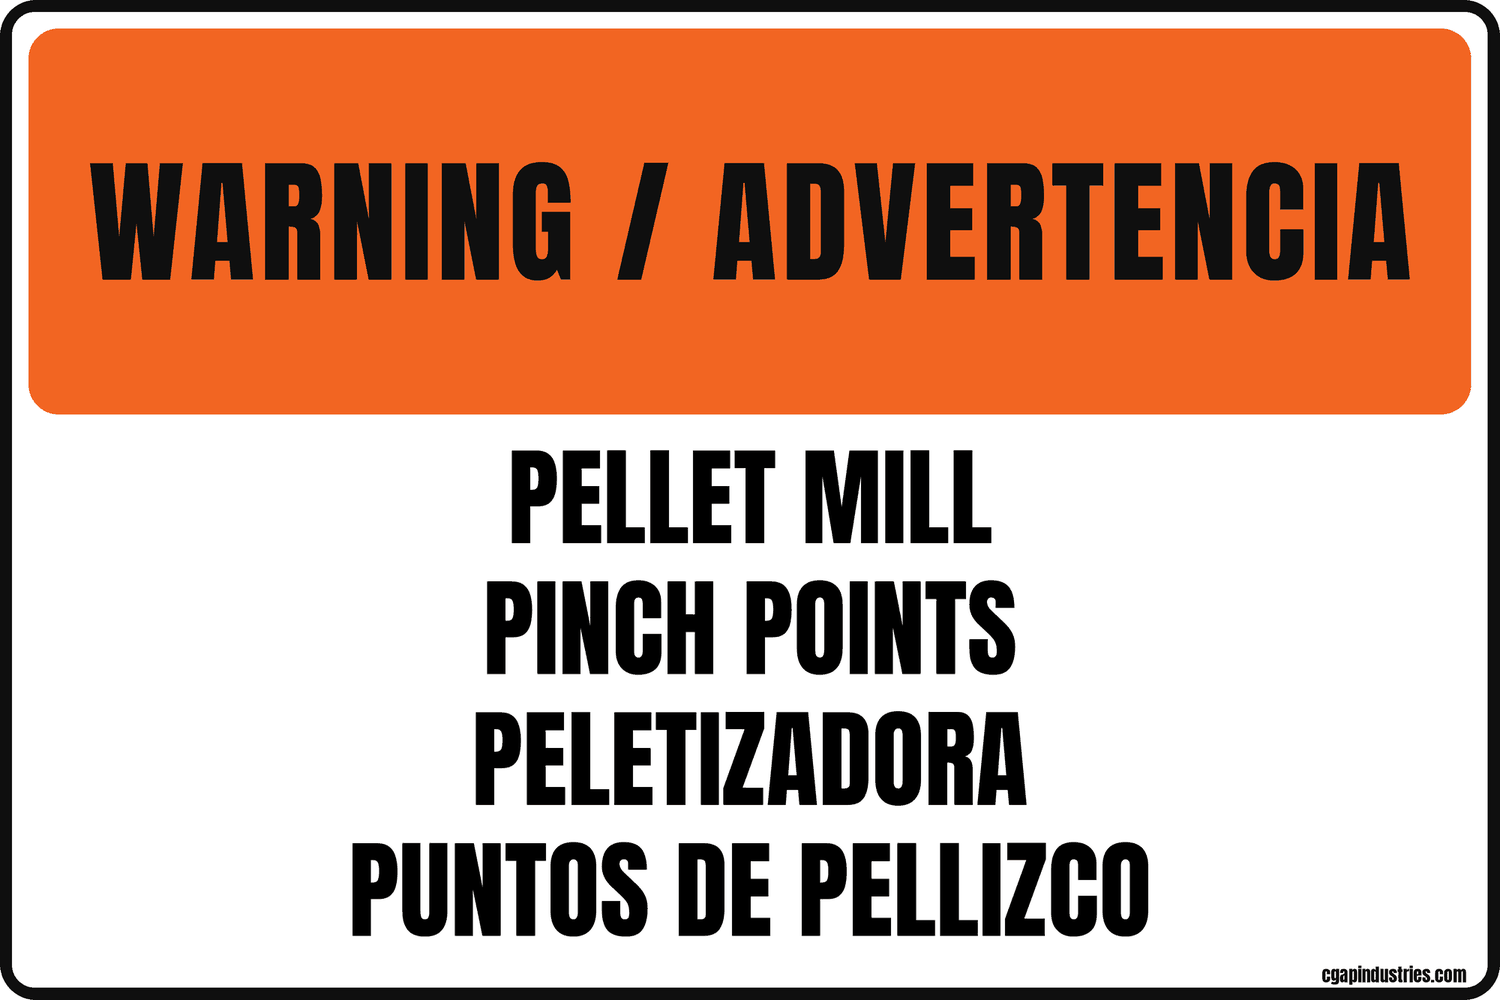 WARNING / ADVERTENCIA
PELLET MILL
PINCH POINTS
PELETIZADORA
PUNTOS DE PELLIZCO
cgapindustries.com